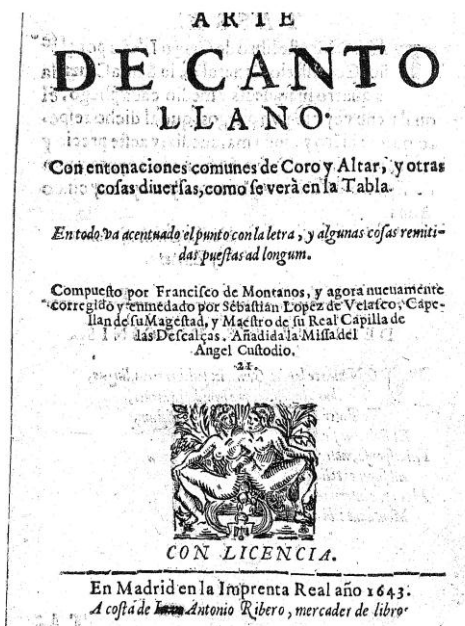 ARTE
DE CANTO
LLANO.
Con entonaciones comunes de Coro y Altar, y otras
cosas diuersas, como se verà en la Tabla.
En todo va acentuado el punto con la letra, y algunas cosas remiti-
das puestas ad longum.
Compuesto por Francisco de Montanos, y agora nueuamente
corregido y enmẽdado por Sebastian Lopez de Velasco, Cape-
llan de su Magestad, y Maestro de su Real Capilla de
las Descalças. Añadida la Missa del
Angel Custodio.
21.
CON LICENCIA.
En Madrid en la Imprenta Real año 1643.
A costa de Antonio Ribero, mercader de libro